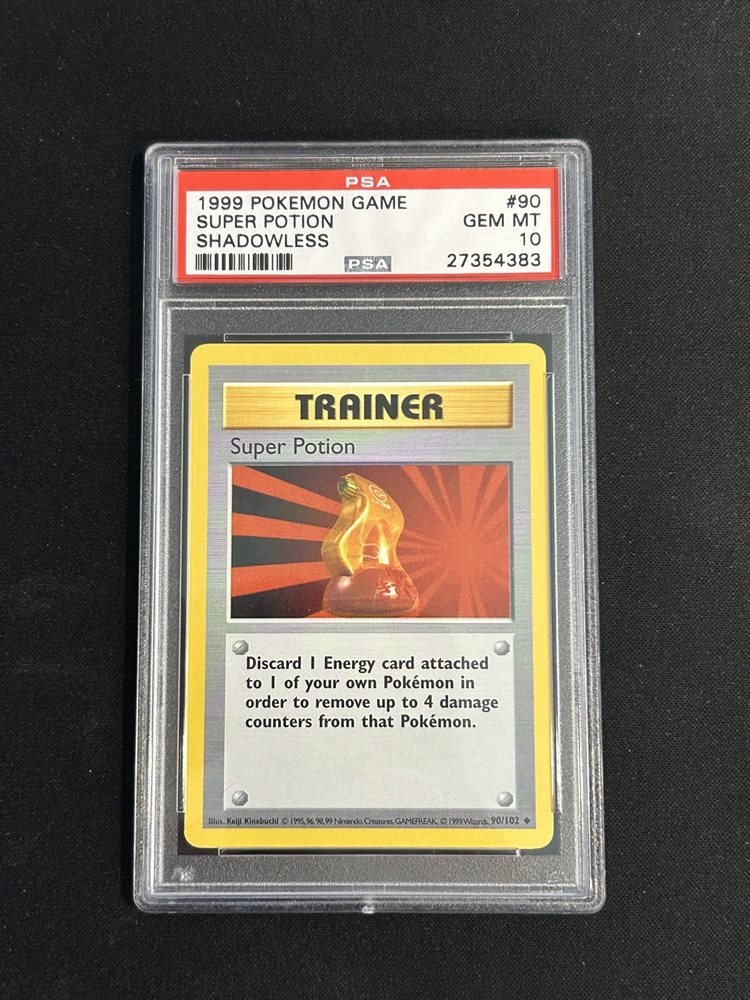 PSA
1999 POKEMON GAME #90
SUPER POTION GEM MT
SHADOWLESS 10
PSA 27354383
TRAINER
Super Potion
Discard 1 Energy card attached
to 1 of your own Pokémon in
order to remove up to 4 damage
counters from that Pokémon.
Illus. Keiji Kinebuchi © 1995, 96, 98, 99 Nintendo, Creatures, GAMEFREAK. © 1999 Wizards. 90/102 ◆